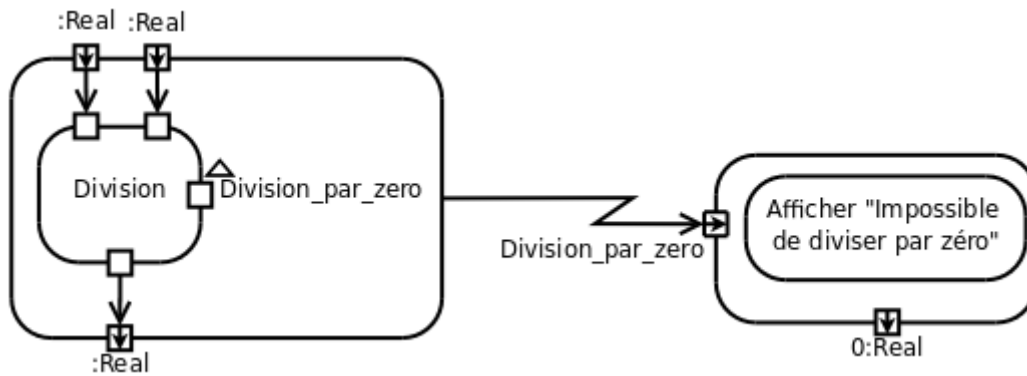 :Real :Real
Division
Division_par_zero
:Real
Division_par_zero
Afficher "Impossible
de diviser par zéro"
0:Real